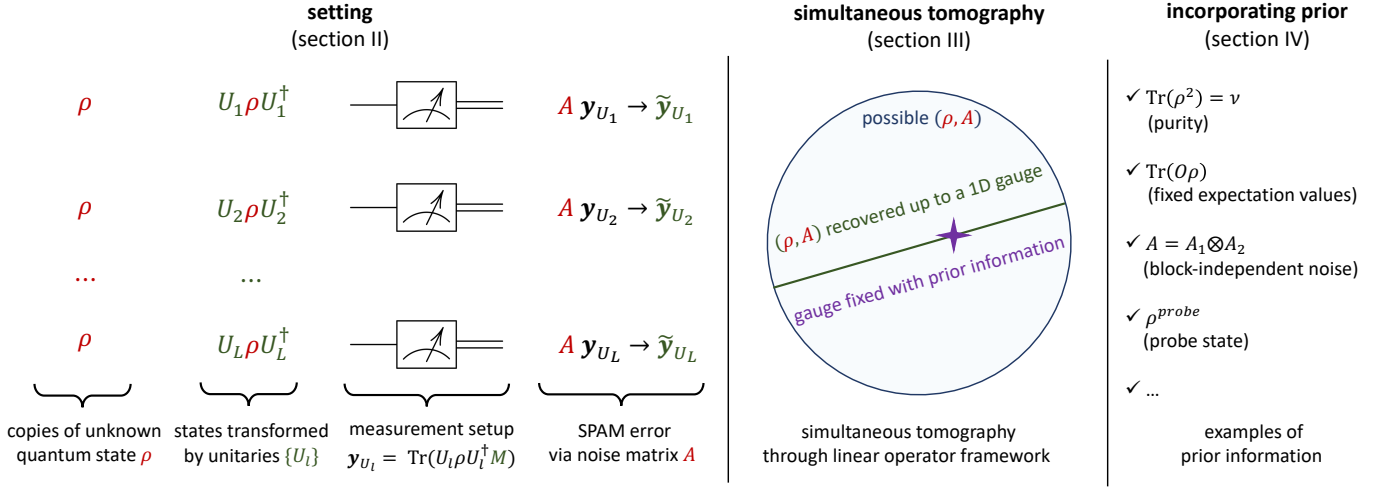 setting
(section II)
simultaneous tomography
(section III)
incorporating prior
(section IV)
ρ
U₁ρU₁†
A 𝐲_{U₁} → ỹ_{U₁}
ρ
U₂ρU₂†
A 𝐲_{U₂} → ỹ_{U₂}
...
...
ρ
U_LρU_L†
A 𝐲_{U_L} → ỹ_{U_L}
copies of unknown
quantum state ρ
states transformed
by unitaries {U_l}
measurement setup
𝐲_{U_l} = Tr(U_lρU_l†M)
SPAM error
via noise matrix A
possible (ρ, A)
(ρ, A) recovered up to a 1D gauge
gauge fixed with prior information
simultaneous tomography
through linear operator framework
✓ Tr(ρ²) = ν
(purity)
✓ Tr(Oρ)
(fixed expectation values)
✓ A = A₁⊗A₂
(block-independent noise)
✓ ρ^{probe}
(probe state)
✓ ...
examples of
prior information